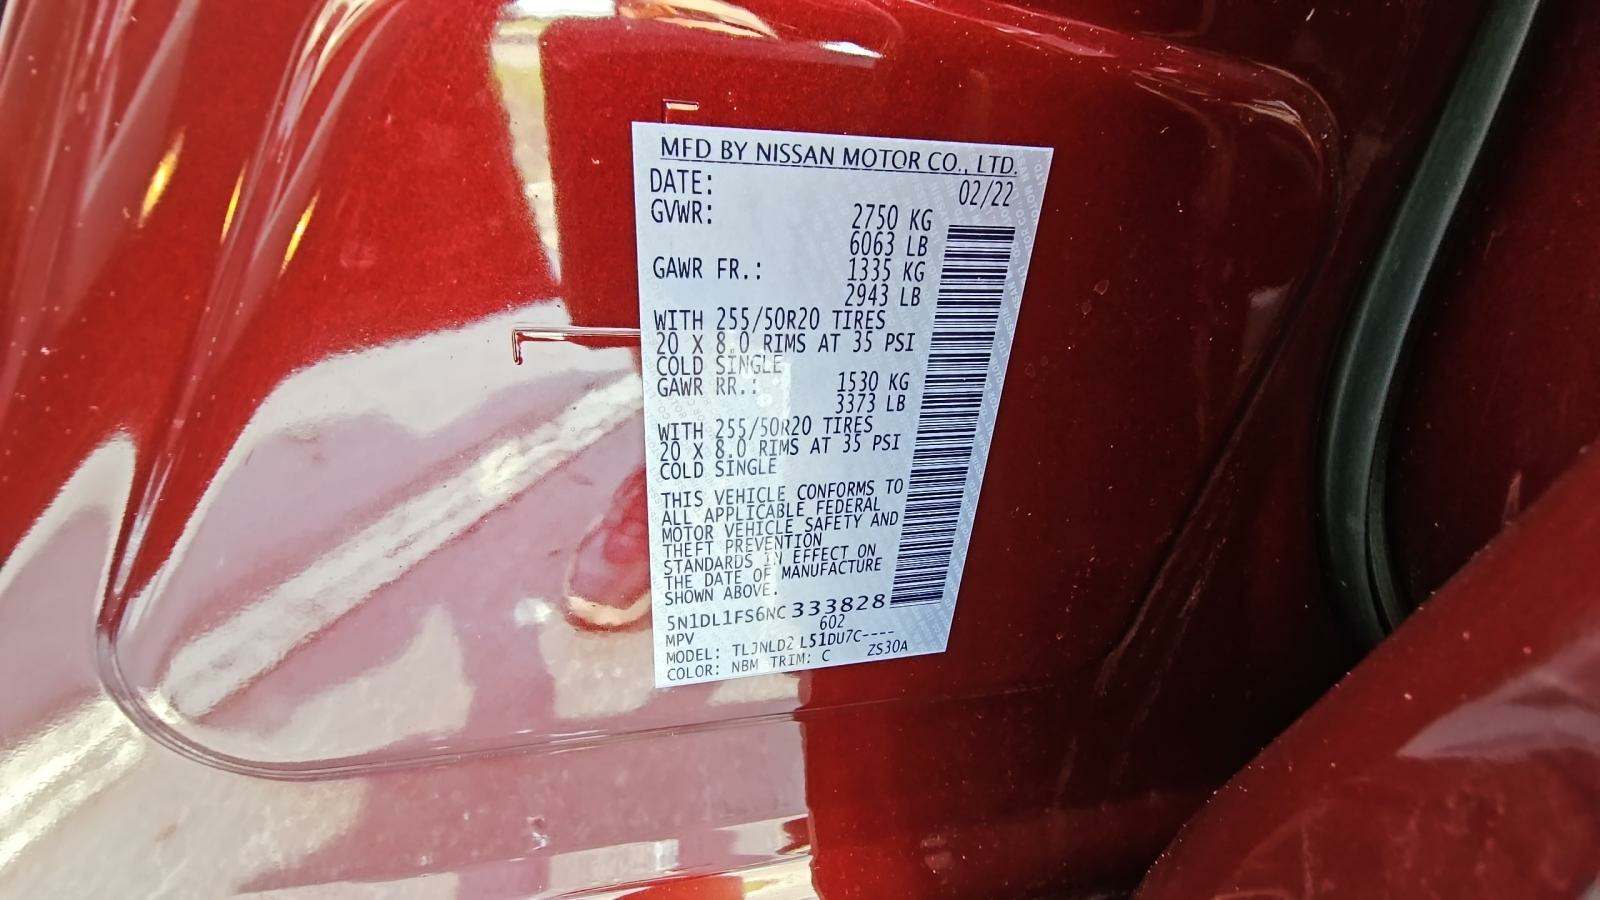 MFD BY NISSAN MOTOR CO., LTD.
DATE: 02/22
GVWR: 2750 KG
6063 LB
GAWR FR.: 1335 KG
2943 LB
WITH 255/50R20 TIRES
20 X 8.0 RIMS AT 35 PSI
COLD SINGLE
GAWR RR.: 1530 KG
3373 LB
WITH 255/50R20 TIRES
20 X 8.0 RIMS AT 35 PSI
COLD SINGLE
THIS VEHICLE CONFORMS TO
ALL APPLICABLE FEDERAL
MOTOR VEHICLE SAFETY AND
THEFT PREVENTION
STANDARDS IN EFFECT ON
THE DATE OF MANUFACTURE
SHOWN ABOVE.
5N1DL1FS6NC333828
MPV 602
MODEL: TLJNLD2 L51DU7C----
COLOR: NBM TRIM: C ZS30A